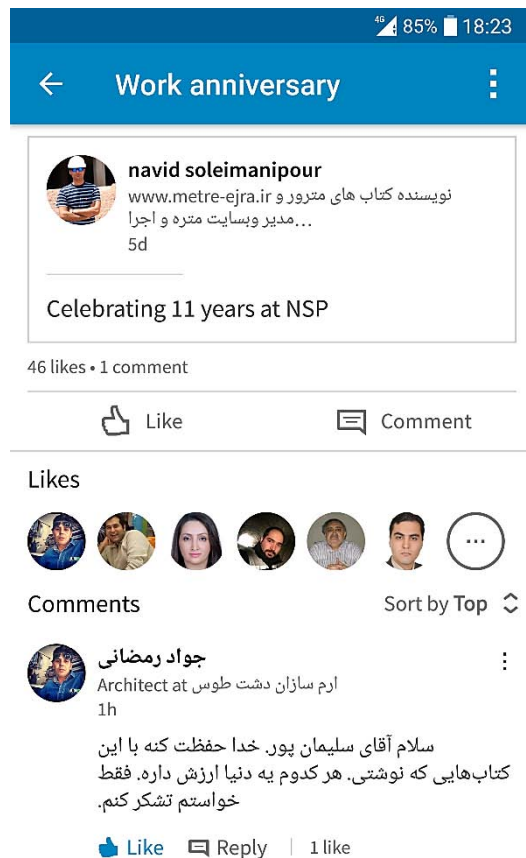 4G 85% 18:23
Work anniversary
navid soleimanipour
نویسنده کتاب های مترور و www.metre-ejra.ir
مدیر وبسایت متره و اجرا...
5d
Celebrating 11 years at NSP
46 likes • 1 comment
Like Comment
Likes
...
Comments Sort by Top
جواد رمضانی
Architect at ارم سازان دشت طوس
1h
سلام آقای سلیمان پور. خدا حفظت کنه با این
کتاب‌هایی که نوشتی. هر کدوم یه دنیا ارزش داره. فقط
خواستم تشکر کنم.
Like Reply 1 like